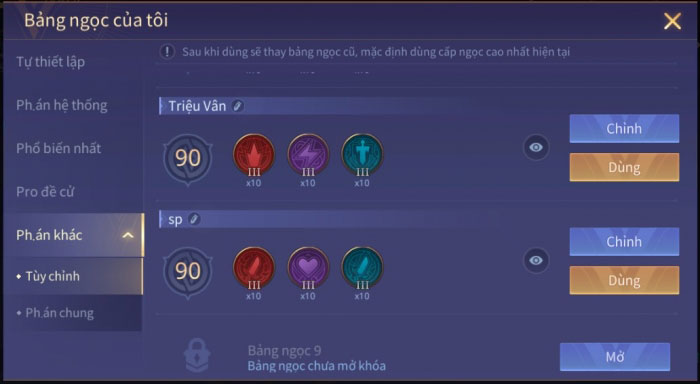 Bảng ngọc của tôi
Sau khi dùng sẽ thay bảng ngọc cũ, mặc định dùng cấp ngọc cao nhất hiện tại
Tự thiết lập
Ph.án hệ thống
Phổ biến nhất
Pro đề cử
Ph.án khác
Tùy chỉnh
Ph.án chung
Triệu Vân
90
III
III
III
x10
x10
x10
Chỉnh
Dùng
sp
90
III
III
III
x10
x10
x10
Chỉnh
Dùng
Bảng ngọc 9
Bảng ngọc chưa mở khóa
Mở